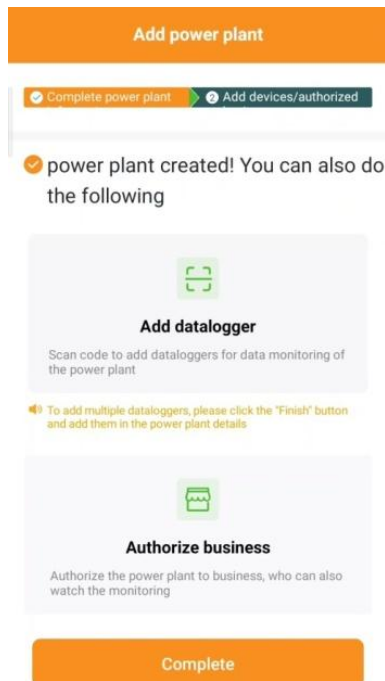 Add power plant
Complete power plant
2 Add devices/authorized
power plant created! You can also do
the following
Add datalogger
Scan code to add dataloggers for data monitoring of
the power plant
To add multiple dataloggers, please click the "Finish" button
and add them in the power plant details
Authorize business
Authorize the power plant to business, who can also
watch the monitoring
Complete